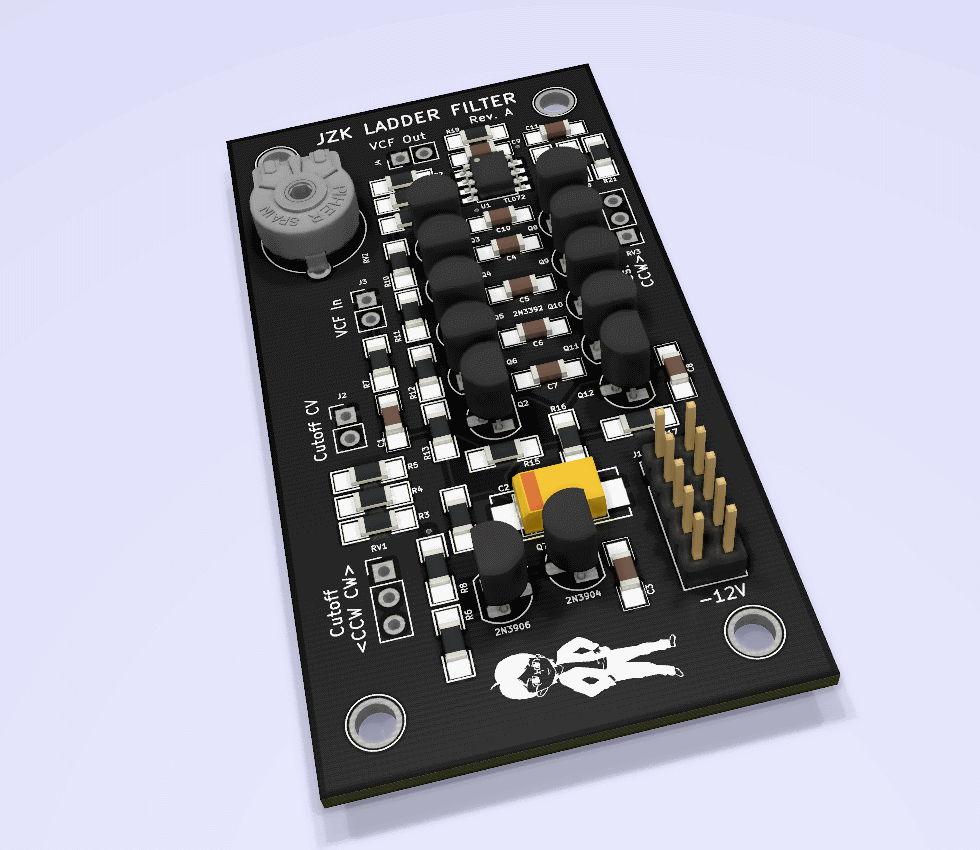 JZK LADDER FILTER
Rev. A
VCF Out
R19
C11
C9
R21
PIHER
SPAIN
U1
TL072
RV3
CCW>
C10
Q3
Q8
C4
Q4
Q9
C5
2N3392
Q5
Q10
C6
Q6
Q11
C7
Q2
Q12
C8
RV2
R10
J3
VCF In
R11
R7
R12
J2
Cutoff CV
C1
R13
R16
R15
J1
R5
R4
R3
C2
RV1
Cutoff
<CCW CW>
R8
R6
2N3906
2N3904
C3
-12V